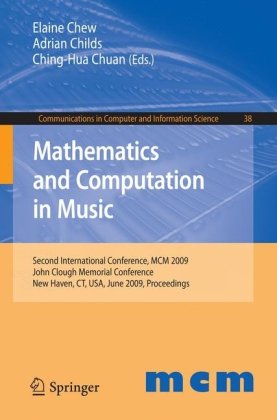 Elaine Chew
Adrian Childs
Ching-Hua Chuan (Eds.)
Communications in Computer and Information Science 38
Mathematics
and Computation
in Music
Second International Conference, MCM 2009
John Clough Memorial Conference
New Haven, CT, USA, June 2009, Proceedings
Springer
mcm